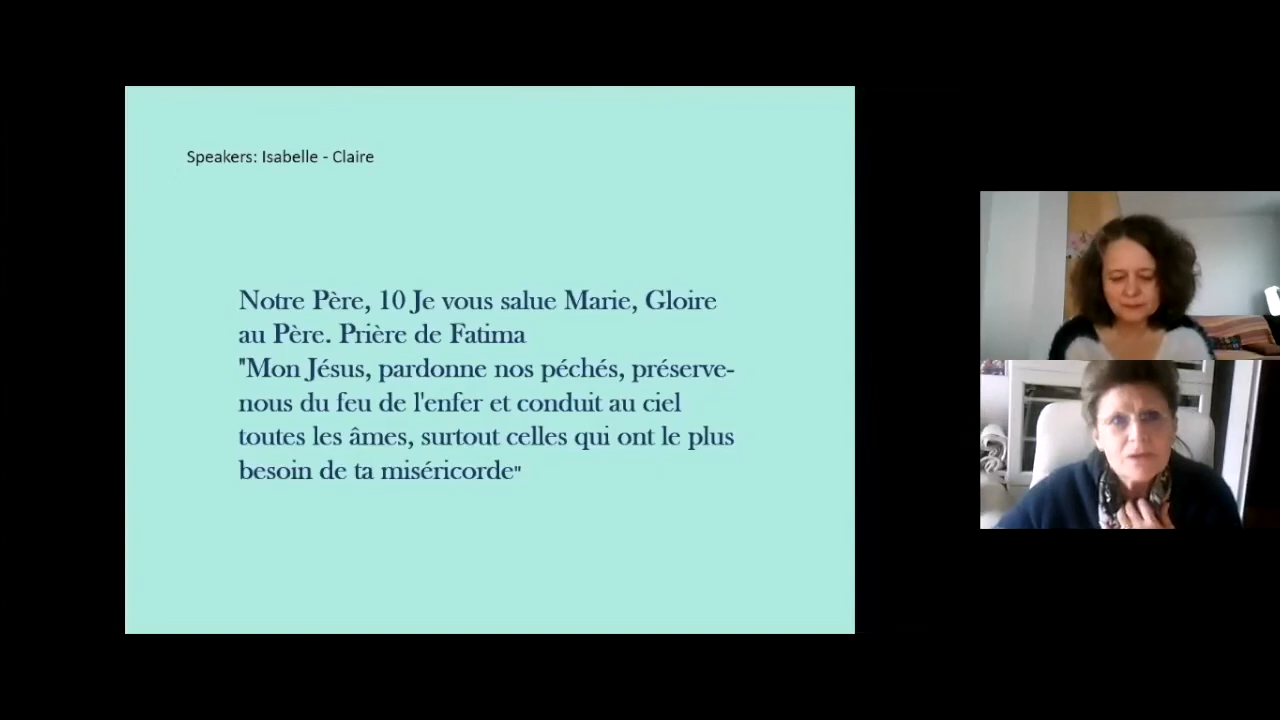 Speakers: Isabelle - Claire
Notre Père, 10 Je vous salue Marie, Gloire
au Père. Prière de Fatima
"Mon Jésus, pardonne nos péchés, préserve-
nous du feu de l'enfer et conduit au ciel
toutes les âmes, surtout celles qui ont le plus
besoin de ta miséricorde"